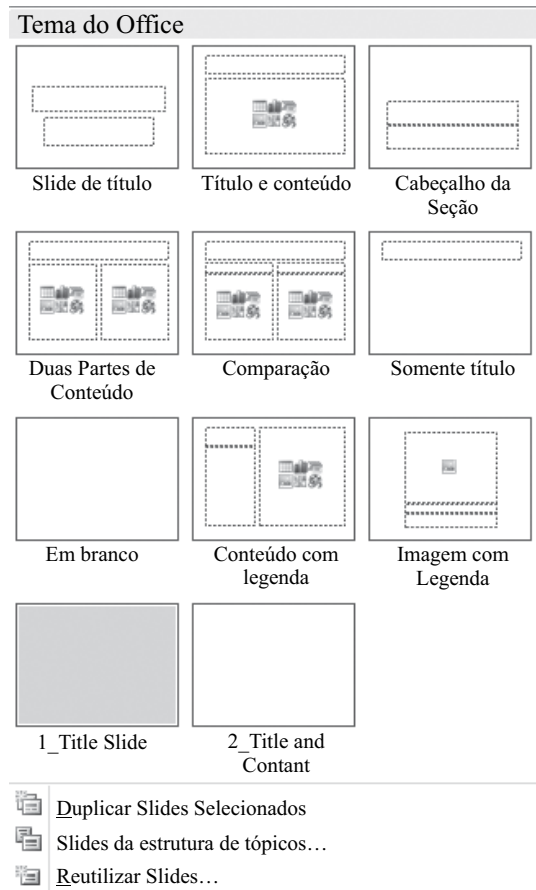 Tema do Office
Slide de título
Título e conteúdo
Cabeçalho da
Seção
Duas Partes de
Conteúdo
Comparação
Somente título
Em branco
Conteúdo com
legenda
Imagem com
Legenda
1_Title Slide
2_Title and
Contant
Duplicar Slides Selecionados
Slides da estrutura de tópicos…
Reutilizar Slides…